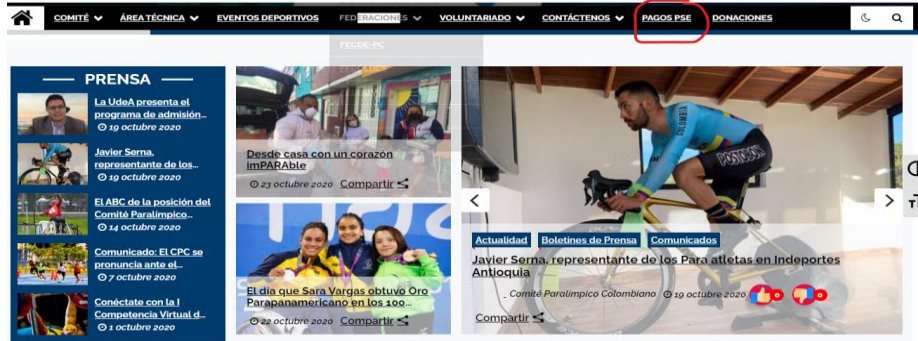 COMITÉ ÁREA TÉCNICA EVENTOS DEPORTIVOS FEDERACIONES VOLUNTARIADO CONTÁCTENOS PAGOS PSE DONACIONES
FECDE-PC
PRENSA
La UdeA presenta el
programa de admisión...
19 octubre 2020
Javier Serna,
representante de los...
19 octubre 2020
El ABC de la posición del
Comité Paralímpico...
14 octubre 2020
Comunicado: El CPC se
pronuncia ante el...
7 octubre 2020
Conéctate con la I
Competencia Virtual d...
1 octubre 2020
Desde casa con un corazón
imPARAble
23 octubre 2020 Compartir
El día que Sara Vargas obtuvo Oro
Parapanamericano en los 100...
22 octubre 2020 Compartir
POSTOBON
Actualidad Boletines de Prensa Comunicados
Javier Serna, representante de los Para atletas en Indeportes
Antioquia
Comité Paralímpico Colombiano 19 octubre 2020 0 0
Compartir